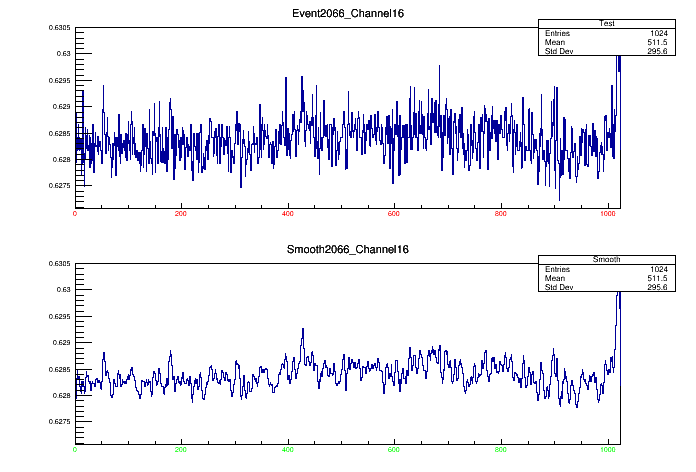 Event2066_Channel16
Test
Entries 1024
Mean 511.5
Std Dev 295.6
0.6305
0.63
0.6295
0.629
0.6285
0.628
0.6275
0 200 400 600 800 1000
Smooth2066_Channel16
Smooth
Entries 1024
Mean 511.5
Std Dev 295.6
0.6305
0.63
0.6295
0.629
0.6285
0.628
0.6275
0 200 400 600 800 1000